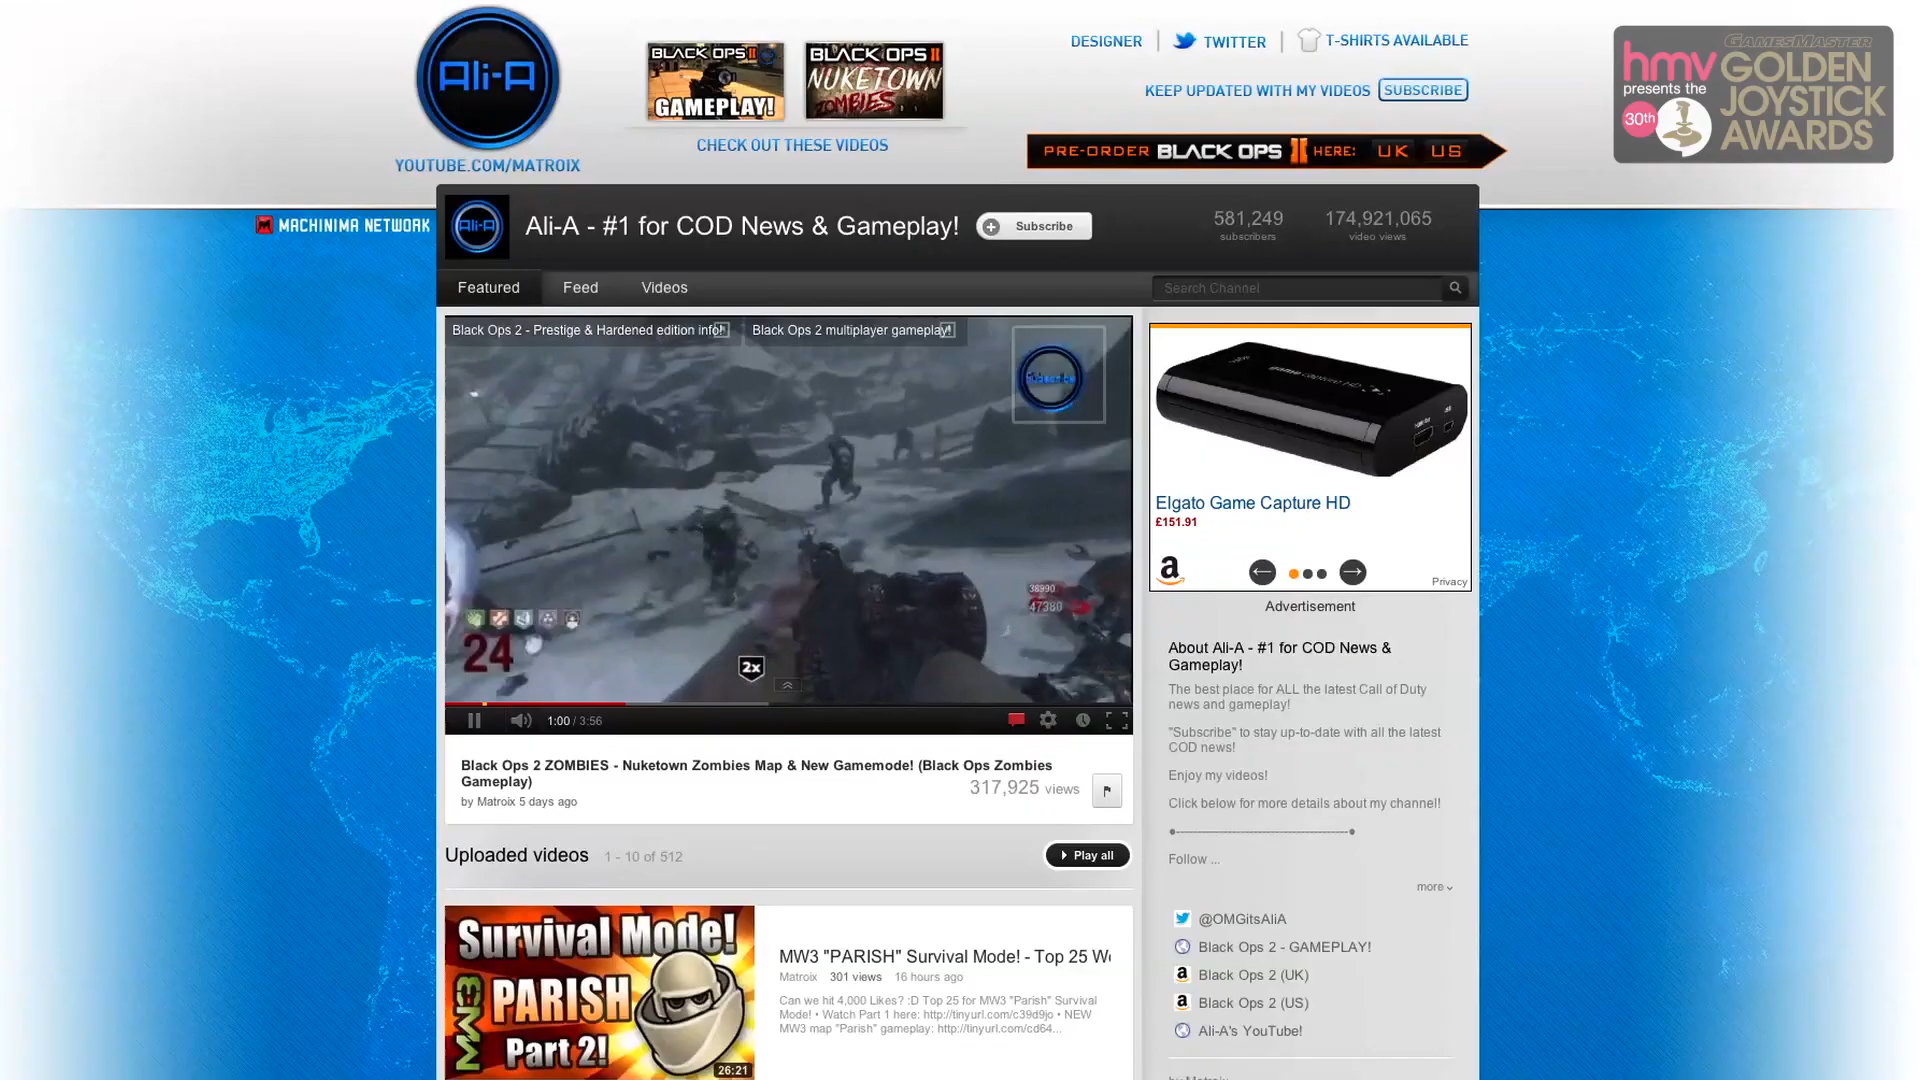 Ali-A
YOUTUBE.COM/MATROIX
BLACK OPS II
GAMEPLAY!
BLACK OPS II
NUKETOWN
ZOMBIES
CHECK OUT THESE VIDEOS
DESIGNER
TWITTER
T-SHIRTS AVAILABLE
KEEP UPDATED WITH MY VIDEOS SUBSCRIBE
PRE-ORDER BLACK OPS II HERE: UK US
GAMESMASTER
hmv GOLDEN
presents the JOYSTICK
30th AWARDS
MACHINIMA NETWORK
Ali-A
Ali-A - #1 for COD News & Gameplay!
Subscribe
581,249
subscribers
174,921,065
video views
Featured
Feed
Videos
Search Channel
Black Ops 2 - Prestige & Hardened edition info!
Black Ops 2 multiplayer gameplay!
38990
47380
24
2x
1:00 / 3:56
Black Ops 2 ZOMBIES - Nuketown Zombies Map & New Gamemode! (Black Ops Zombies
Gameplay)
by Matroix 5 days ago
317,925 views
Uploaded videos 1 - 10 of 512
Play all
Survival Mode!
MW3
PARISH
Part 2!
26:21
MW3 "PARISH" Survival Mode! - Top 25 We
Matroix 301 views 16 hours ago
Can we hit 4,000 Likes? :D Top 25 for MW3 "Parish" Survival
Mode! • Watch Part 1 here: http://tinyurl.com/c39d9jo • NEW
MW3 map "Parish" gameplay: http://tinyurl.com/cd64...
game capture HD
Elgato Game Capture HD
£151.91
a
Privacy
Advertisement
About Ali-A - #1 for COD News &
Gameplay!
The best place for ALL the latest Call of Duty
news and gameplay!
"Subscribe" to stay up-to-date with all the latest
COD news!
Enjoy my videos!
Click below for more details about my channel!
Follow ...
more
@OMGitsAliA
Black Ops 2 - GAMEPLAY!
Black Ops 2 (UK)
Black Ops 2 (US)
Ali-A's YouTube!
by Matroix